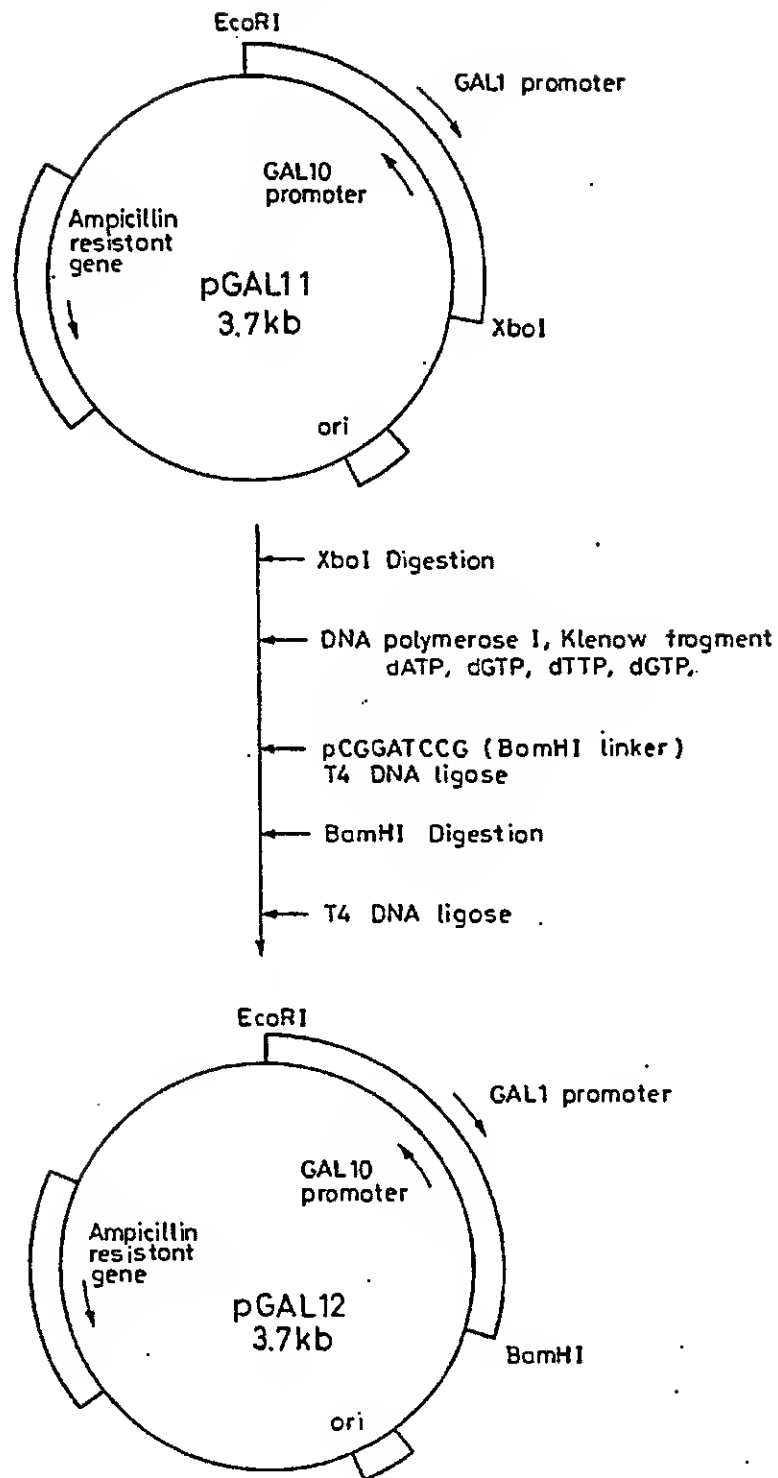 EcoRI
GAL1 promoter
GAL10
promoter
Ampicillin
resistont
gene
pGAL11
3.7kb
XboI
ori
XboI Digestion
DNA polymerose I, Klenow frogment
dATP, dGTP, dTTP, dGTP,
pCGGATCCG (BomHI linker)
T4 DNA ligose
BamHI Digestion
T4 DNA ligose
EcoRI
GAL1 promoter
GAL10
promoter
Ampicillin
resistont
gene
pGAL12
3.7kb
BamHI
ori